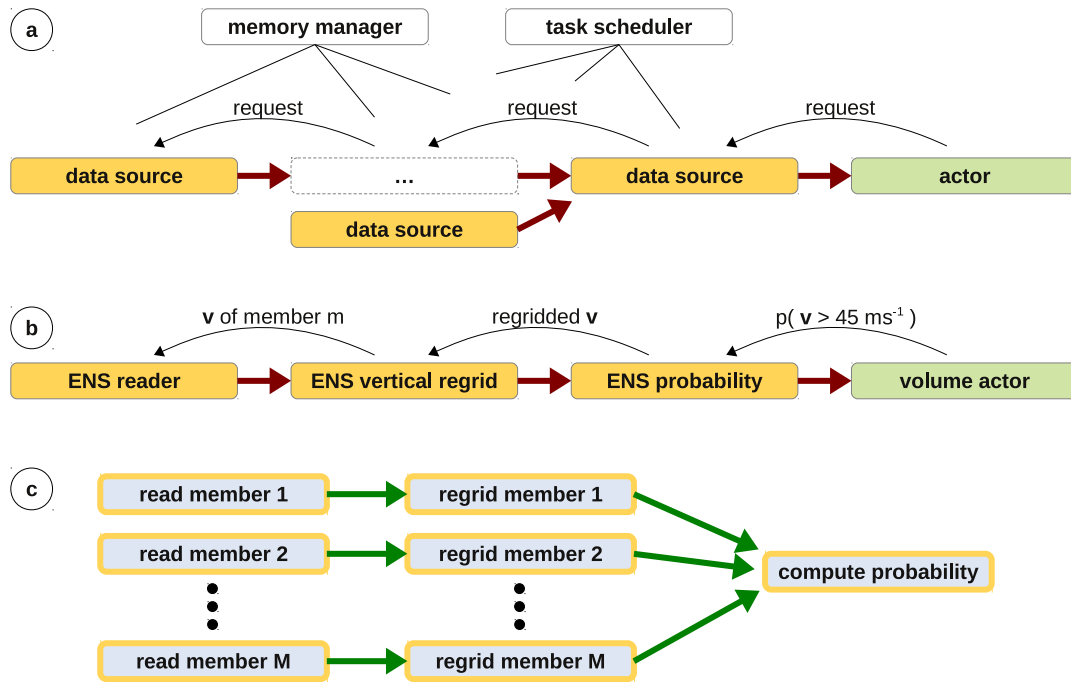 a
memory manager
task scheduler
request
request
request
data source
...
data source
actor
data source
b
v of member m
regridded v
p( v > 45 ms⁻¹ )
ENS reader
ENS vertical regrid
ENS probability
volume actor
c
read member 1
regrid member 1
read member 2
regrid member 2
compute probability
read member M
regrid member M